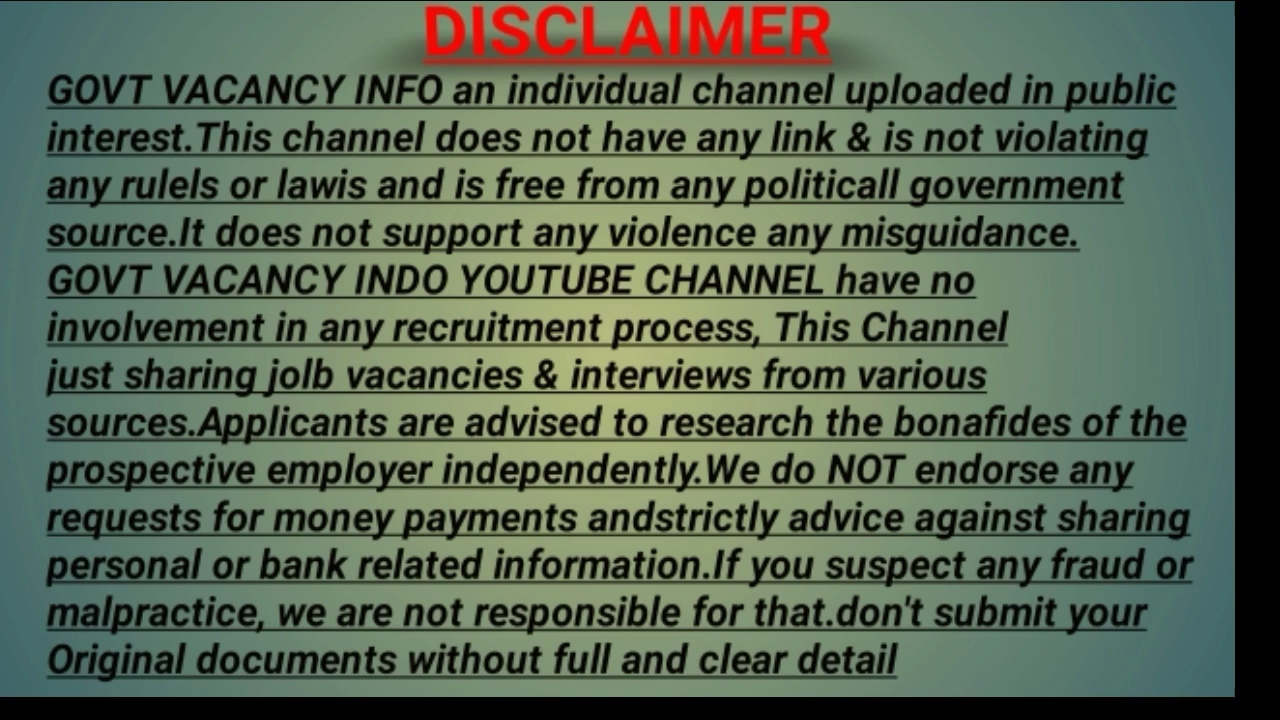 DISCLAIMER
GOVT VACANCY INFO an individual channel uploaded in public
interest.This channel does not have any link & is not violating
any rulels or lawis and is free from any politicall government
source.It does not support any violence any misguidance.
GOVT VACANCY INDO YOUTUBE CHANNEL have no
involvement in any recruitment process, This Channel
just sharing jolb vacancies & interviews from various
sources.Applicants are advised to research the bonafides of the
prospective employer independently.We do NOT endorse any
requests for money payments andstrictly advice against sharing
personal or bank related information.If you suspect any fraud or
malpractice, we are not responsible for that.don't submit your
Original documents without full and clear detail